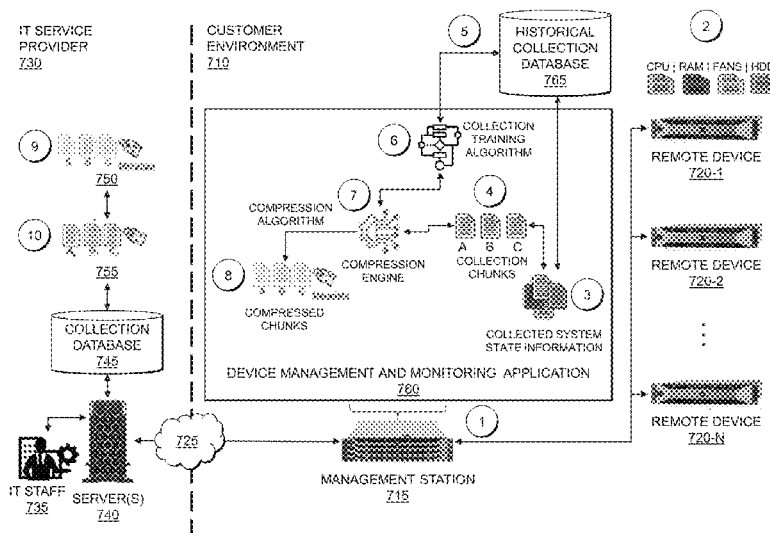 IT SERVICE
PROVIDER
730
CUSTOMER
ENVIRONMENT
710
5
HISTORICAL
COLLECTION
DATABASE
765
2
CPU | RAM | FANS | HDD
9
750
10
755
6
COLLECTION
TRAINING
ALGORITHM
7
COMPRESSION
ALGORITHM
COMPRESSION
ENGINE
4
A B C
COLLECTION
CHUNKS
8
COMPRESSED
CHUNKS
3
COLLECTED SYSTEM
STATE INFORMATION
REMOTE DEVICE
720-1
REMOTE DEVICE
720-2
REMOTE DEVICE
720-N
COLLECTION
DATABASE
745
DEVICE MANAGEMENT AND MONITORING APPLICATION
760
1
725
MANAGEMENT STATION
715
IT STAFF
735
SERVER(S)
740